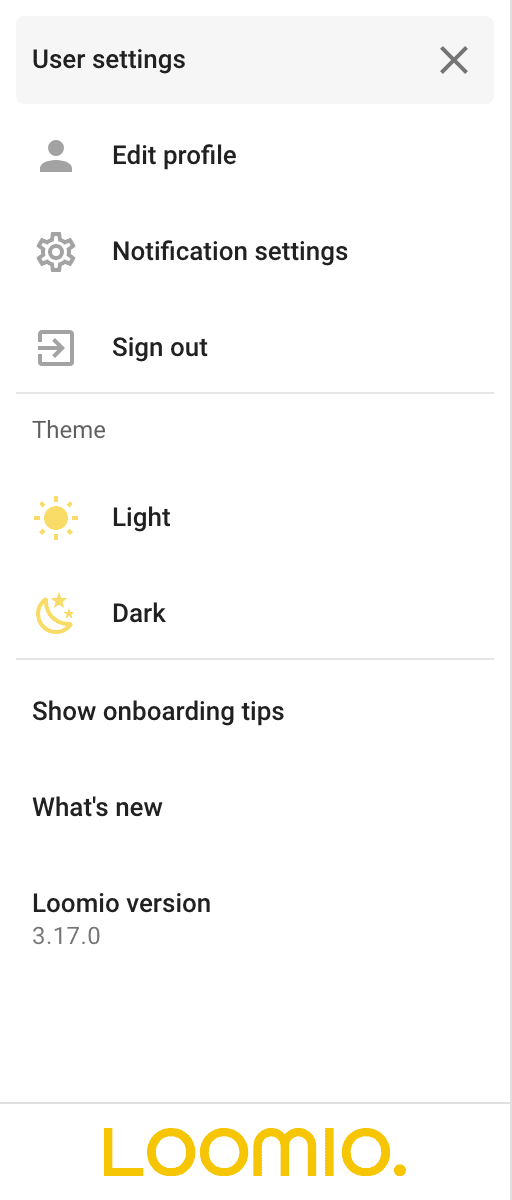 User settings
Edit profile
Notification settings
Sign out
Theme
Light
Dark
Show onboarding tips
What's new
Loomio version
3.17.0
LOOMIO.